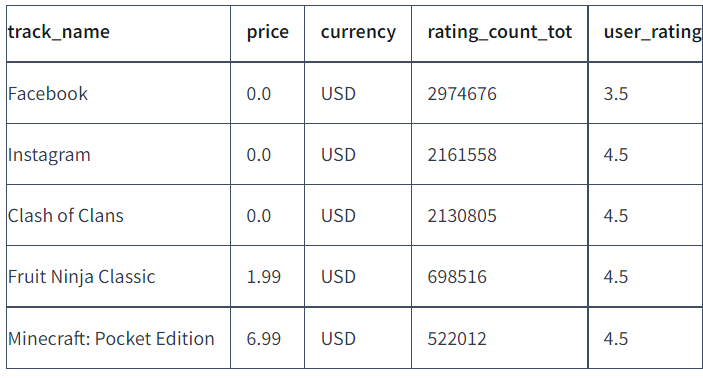 track_name price currency rating_count_tot user_rating
Facebook 0.0 USD 2974676 3.5
Instagram 0.0 USD 2161558 4.5
Clash of Clans 0.0 USD 2130805 4.5
Fruit Ninja Classic 1.99 USD 698516 4.5
Minecraft: Pocket Edition 6.99 USD 522012 4.5